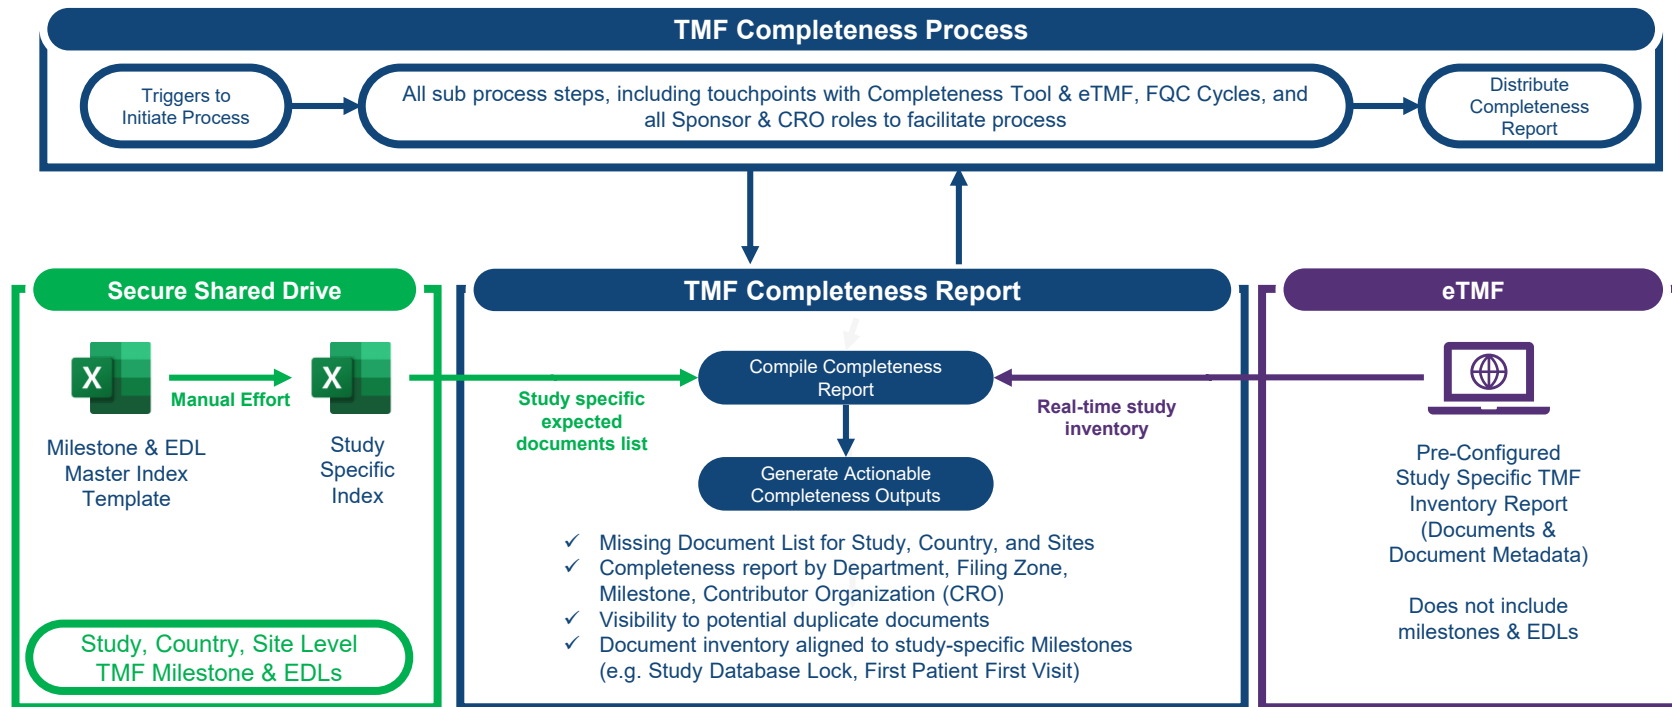 TMF Completeness Process
Triggers to
Initiate Process
All sub process steps, including touchpoints with Completeness Tool & eTMF, FQC Cycles, and
all Sponsor & CRO roles to facilitate process
Distribute
Completeness
Report
Secure Shared Drive
X
Manual Effort
X
Milestone & EDL
Master Index
Template
Study
Specific
Index
Study, Country, Site Level
TMF Milestone & EDLs
Study specific
expected
documents list
TMF Completeness Report
Compile Completeness
Report
Generate Actionable
Completeness Outputs
✓ Missing Document List for Study, Country, and Sites
✓ Completeness report by Department, Filing Zone,
Milestone, Contributor Organization (CRO)
✓ Visibility to potential duplicate documents
✓ Document inventory aligned to study-specific Milestones
(e.g. Study Database Lock, First Patient First Visit)
Real-time study
inventory
eTMF
Pre-Configured
Study Specific TMF
Inventory Report
(Documents &
Document Metadata)
Does not include
milestones & EDLs